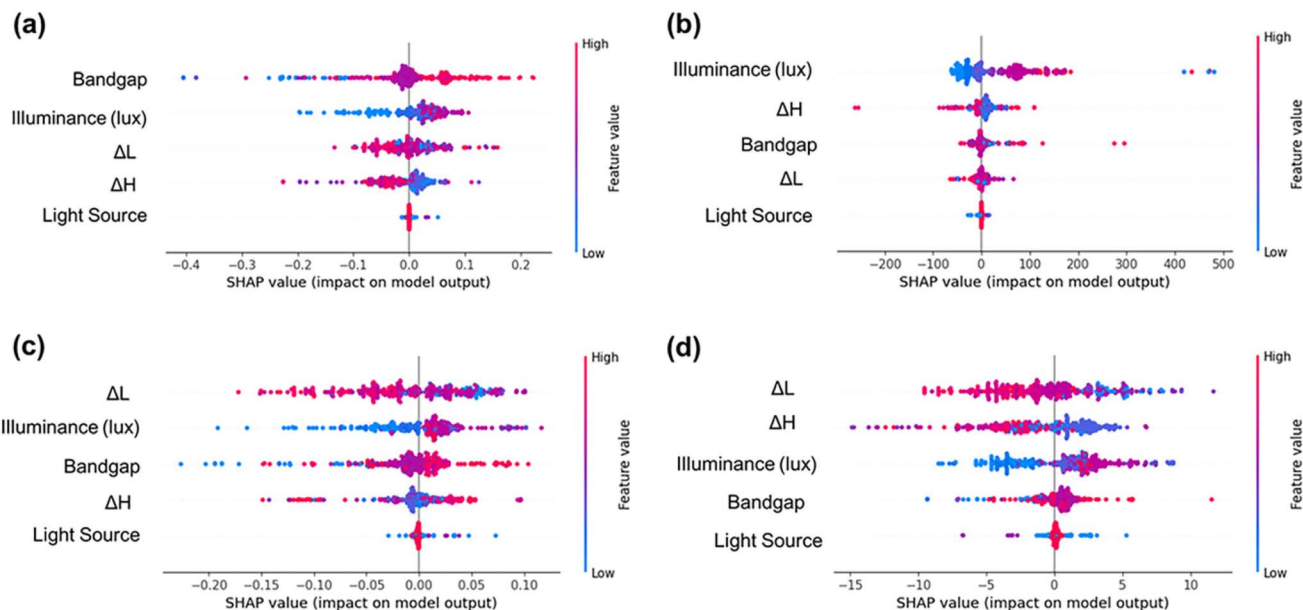 (a)
High
Bandgap
Illuminance (lux)
ΔL
ΔH
Light Source
Feature value
Low
−0.4 −0.3 −0.2 −0.1 0.0 0.1 0.2
SHAP value (impact on model output)
(b)
High
Illuminance (lux)
ΔH
Bandgap
ΔL
Light Source
Feature value
Low
−200 −100 0 100 200 300 400 500
SHAP value (impact on model output)
(c)
High
ΔL
Illuminance (lux)
Bandgap
ΔH
Light Source
Feature value
Low
−0.20 −0.15 −0.10 −0.05 0.00 0.05 0.10
SHAP value (impact on model output)
(d)
High
ΔL
ΔH
Illuminance (lux)
Bandgap
Light Source
Feature value
Low
−15 −10 −5 0 5 10
SHAP value (impact on model output)